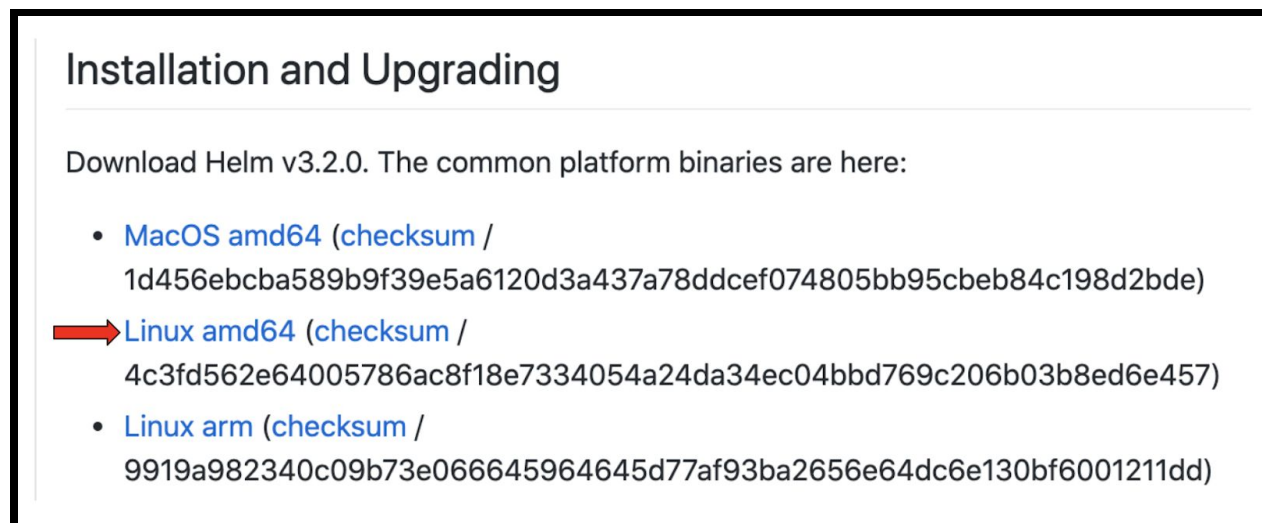 Installation and Upgrading
Download Helm v3.2.0. The common platform binaries are here:
• MacOS amd64 (checksum /
1d456ebcba589b9f39e5a6120d3a437a78ddcef074805bb95cbeb84c198d2bde)
Linux amd64 (checksum /
4c3fd562e64005786ac8f18e7334054a24da34ec04bbd769c206b03b8ed6e457)
• Linux arm (checksum /
9919a982340c09b73e066645964645d77af93ba2656e64dc6e130bf6001211dd)